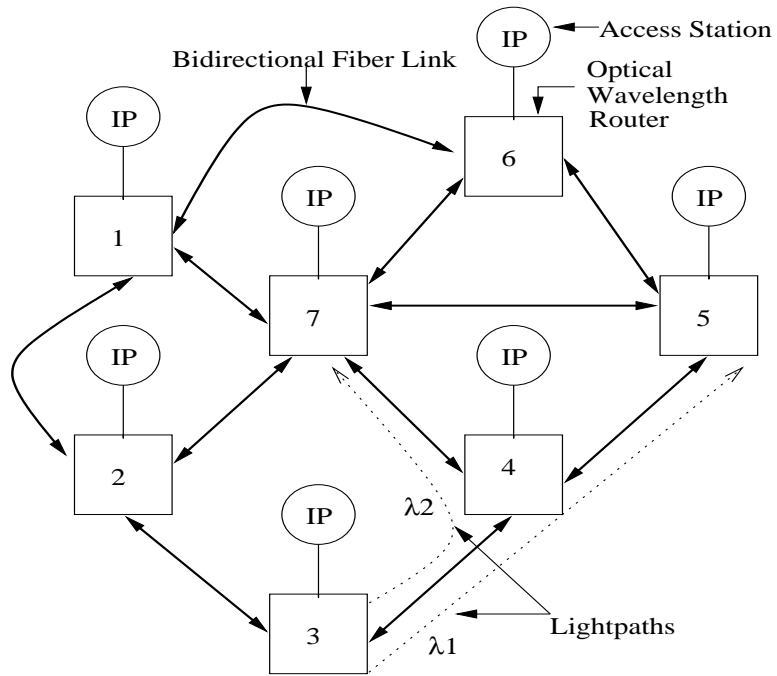 IP
Access Station
Bidirectional Fiber Link
Optical
Wavelength
Router
IP
6
IP
IP
1
7
5
IP
IP
2
4
IP
λ2
3
λ1
Lightpaths